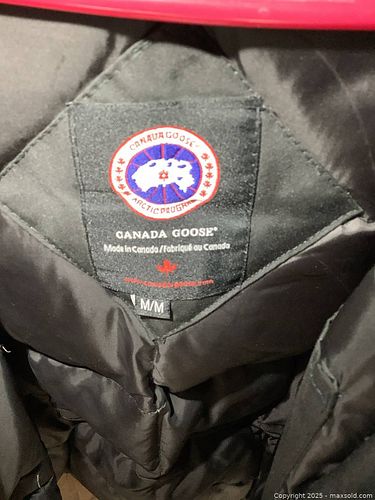 CANADA GOOSE
ARCTIC PROGRAM
CANADA GOOSE®
Made in Canada / Fabriqué au Canada
M/M
Copyright 2025 - maxsold.com